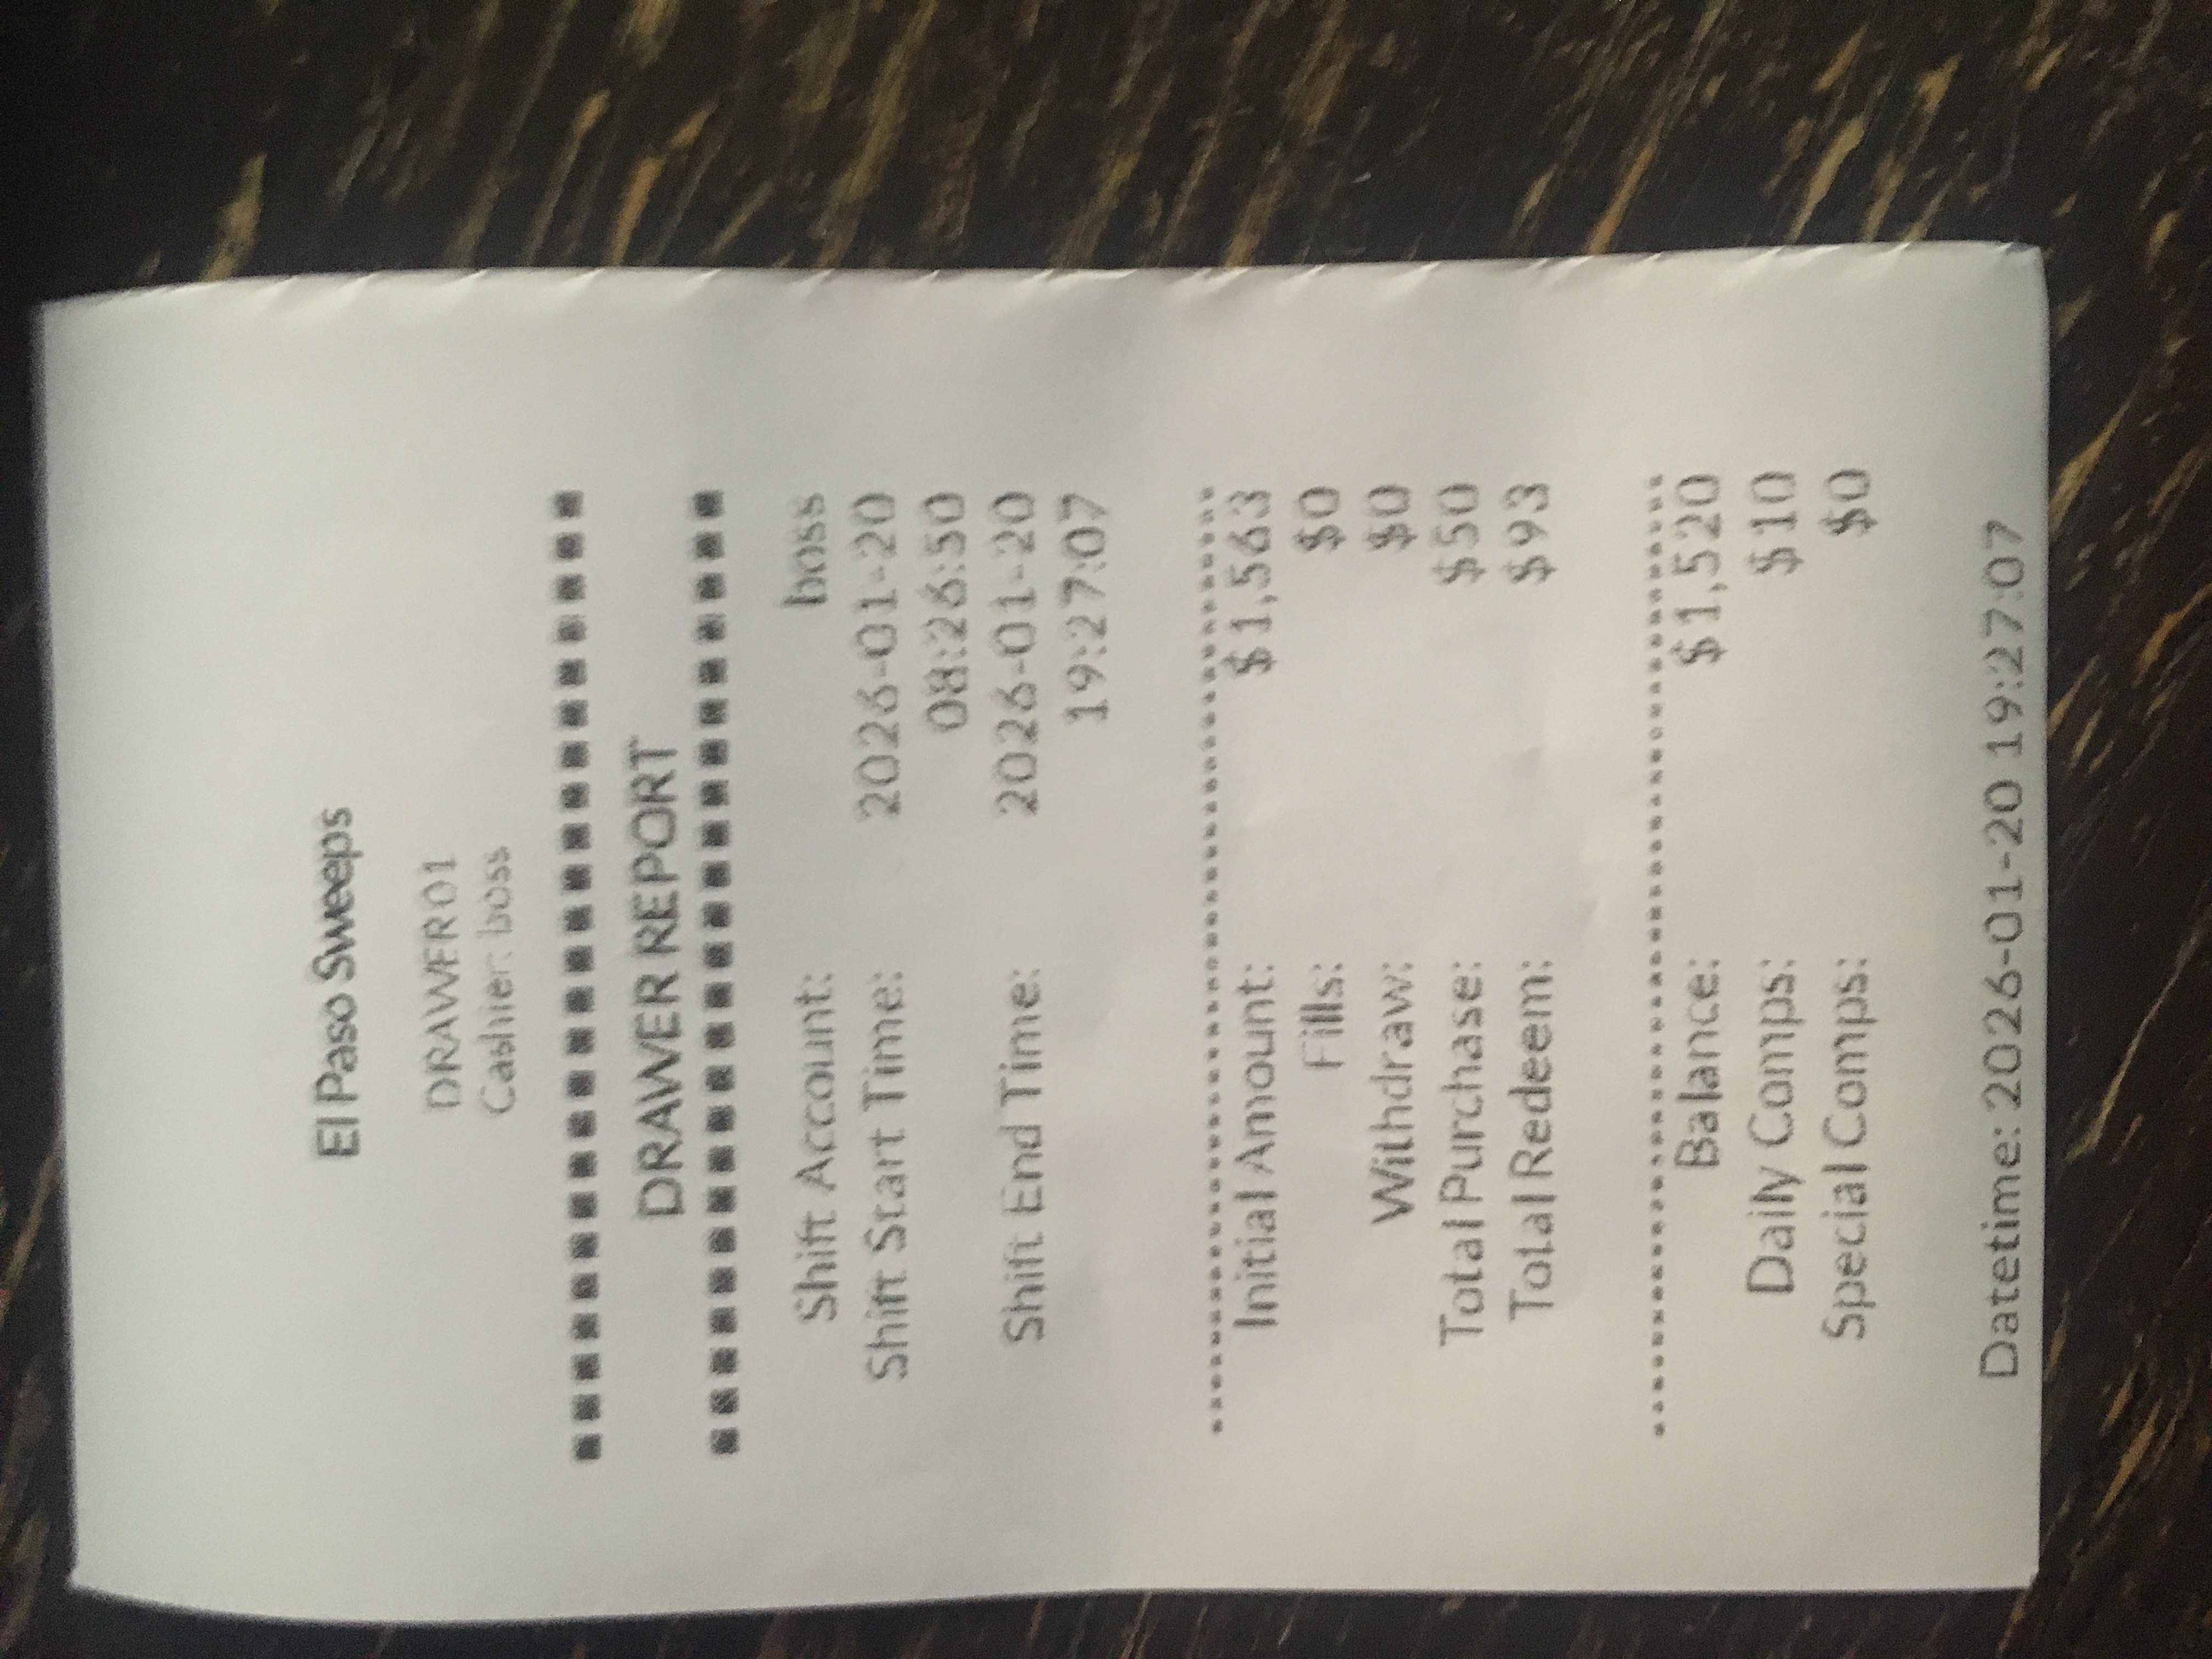 El Paso Sweeps
DRAWER01
Cashier: boss
DRAWER REPORT
Shift Account: boss
Shift Start Time: 2026-01-20
08:26:50
Shift End Time: 2026-01-20
19:27:07
Initial Amount: $1,563
Fills: $0
Withdraw: $0
Total Purchase: $50
Total Redeem: $93
Balance: $1,520
Daily Comps: $10
Special Comps: $0
Datetime: 2026-01-20 19:27:07